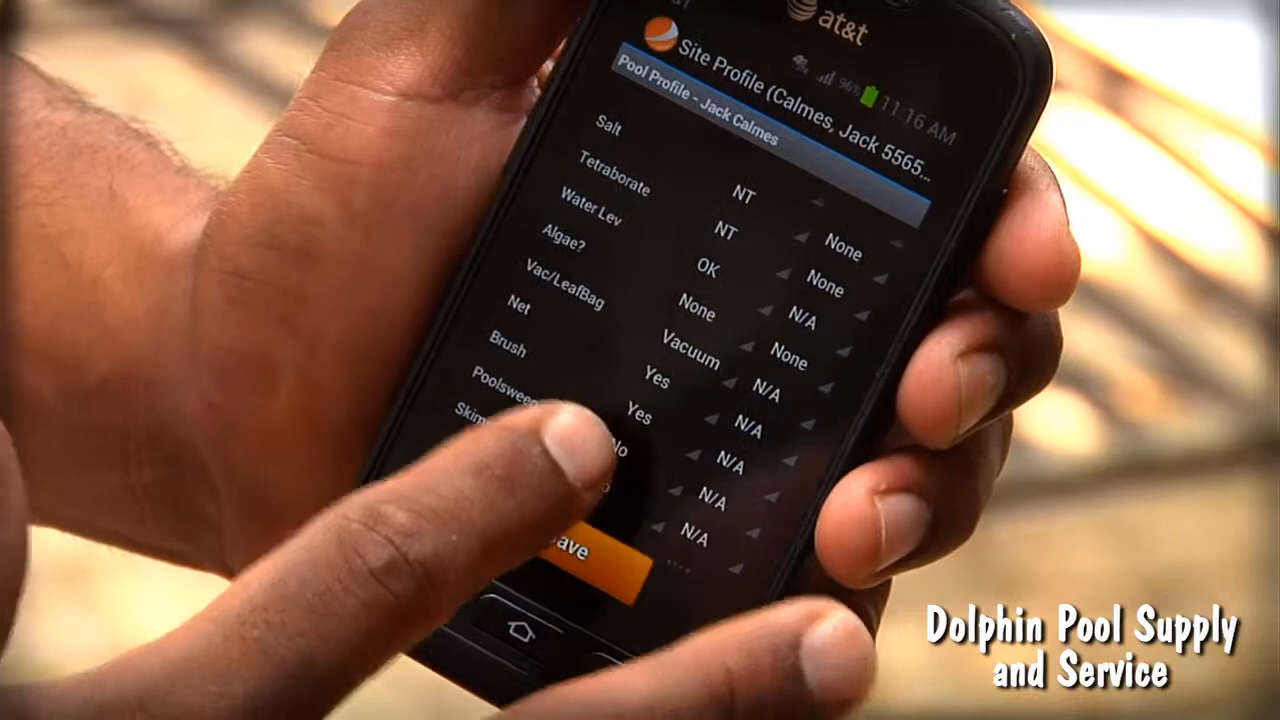 at&t
96% 11:16 AM
Site Profile (Calmes, Jack 5565...
Pool Profile - Jack Calmes
Salt NT None
Tetraborate NT None
Water Lev OK N/A
Algae? None None
Vac/LeafBag Vacuum N/A
Net Yes N/A
Brush Yes N/A
No N/A
N/A
Save
Dolphin Pool Supply
and Service